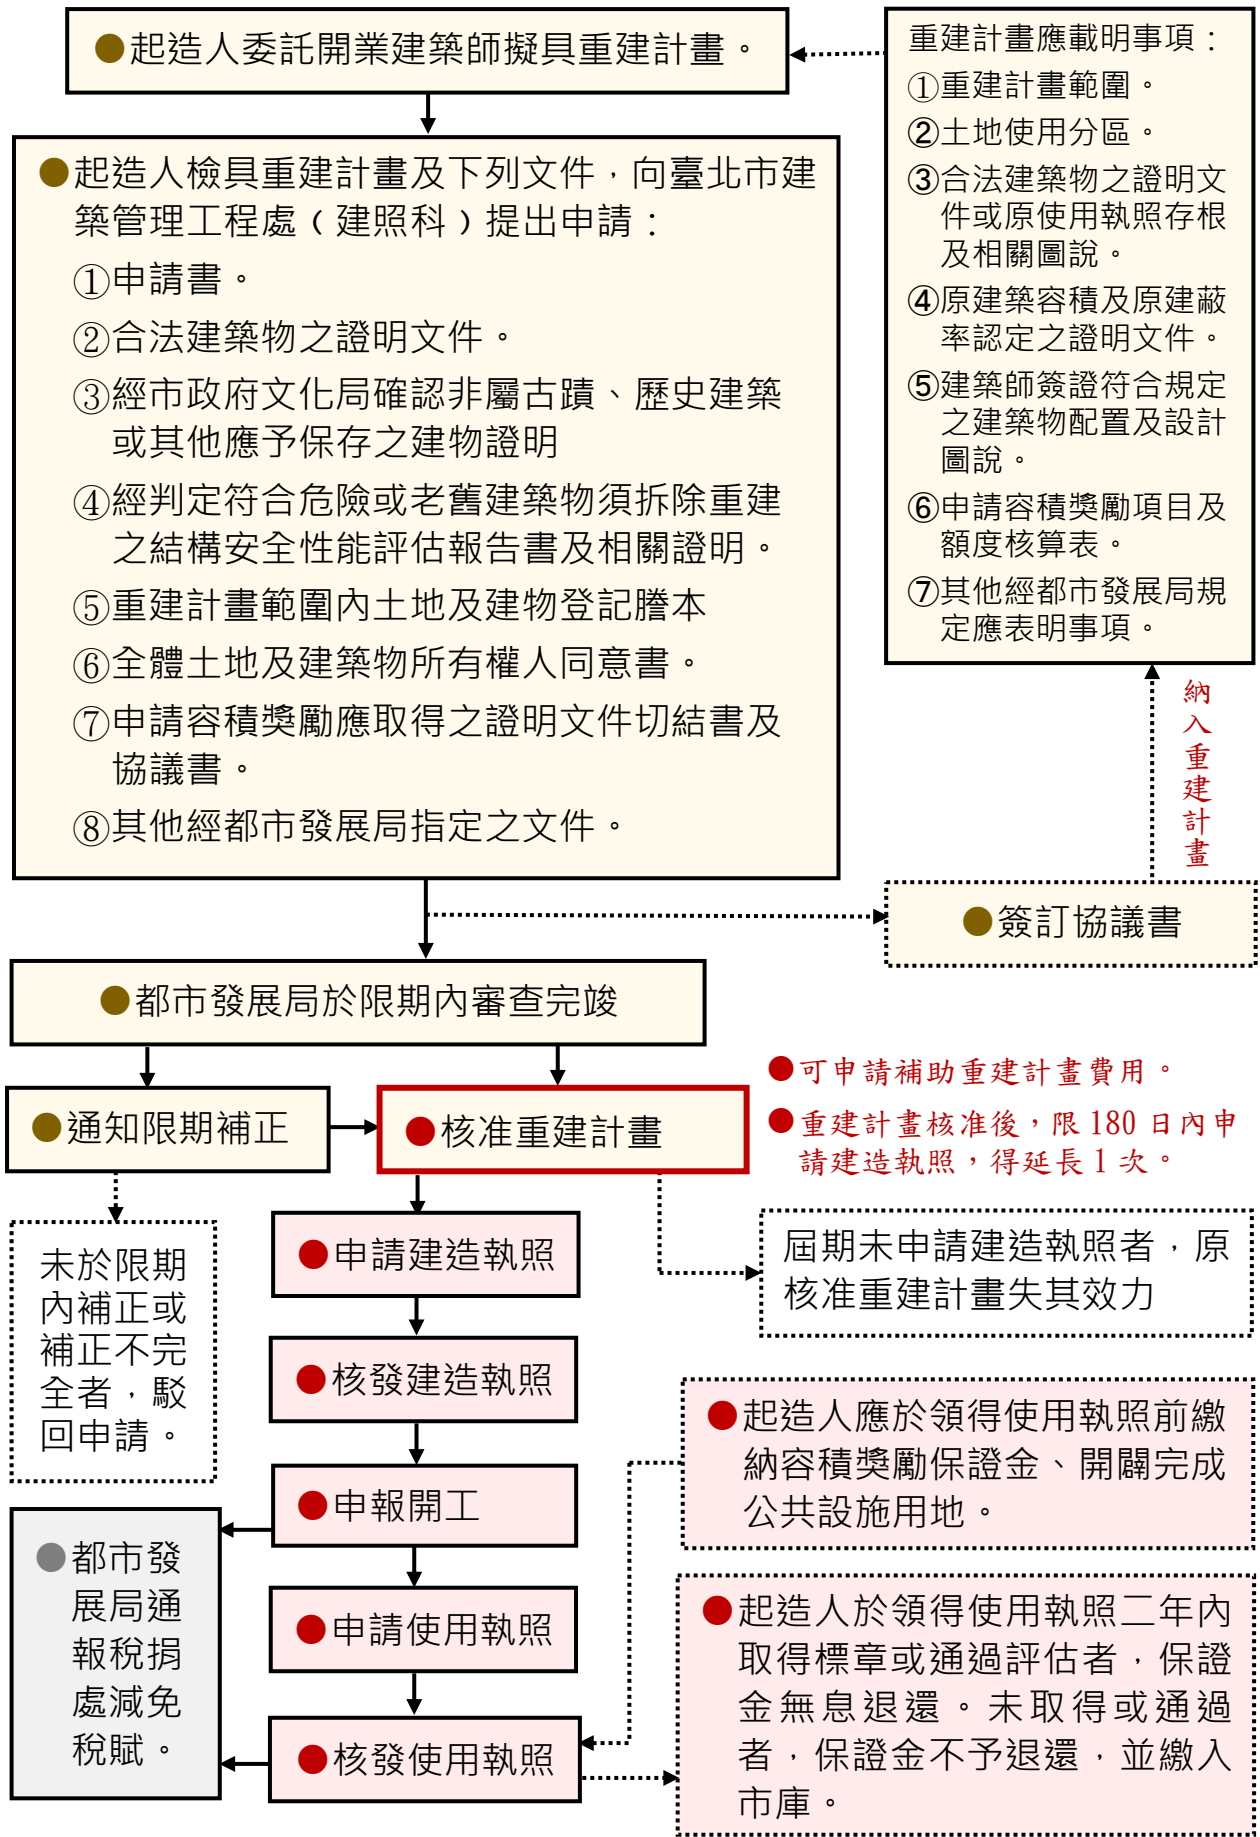 ●起造人委託開業建築師擬具重建計畫。
重建計畫應載明事項：
①重建計畫範圍。
②土地使用分區。
③合法建築物之證明文
件或原使用執照存根
及相關圖說。
④原建築容積及原建蔽
率認定之證明文件。
⑤建築師簽證符合規定
之建築物配置及設計
圖說。
⑥申請容積獎勵項目及
額度核算表。
⑦其他經都市發展局規
定應表明事項。
●起造人檢具重建計畫及下列文件，向臺北市建
築管理工程處（建照科）提出申請：
①申請書。
②合法建築物之證明文件。
③經市政府文化局確認非屬古蹟、歷史建築
或其他應予保存之建物證明
④經判定符合危險或老舊建築物須拆除重建
之結構安全性能評估報告書及相關證明。
⑤重建計畫範圍內土地及建物登記謄本
⑥全體土地及建築物所有權人同意書。
⑦申請容積獎勵應取得之證明文件切結書及
協議書。
⑧其他經都市發展局指定之文件。
納入重建計畫
●簽訂協議書
●都市發展局於限期內審查完竣
●通知限期補正
●核准重建計畫
●可申請補助重建計畫費用。
●重建計畫核准後，限 180 日內申
請建造執照，得延長 1 次。
未於限期
內補正或
補正不完
全者，駁
回申請。
●申請建造執照
屆期未申請建造執照者，原
核准重建計畫失其效力
●核發建造執照
●起造人應於領得使用執照前繳
納容積獎勵保證金、開闢完成
公共設施用地。
●申報開工
●都市發
展局通
報稅捐
處減免
稅賦。
●申請使用執照
●起造人於領得使用執照二年內
取得標章或通過評估者，保證
金無息退還。未取得或通過
者，保證金不予退還，並繳入
市庫。
●核發使用執照